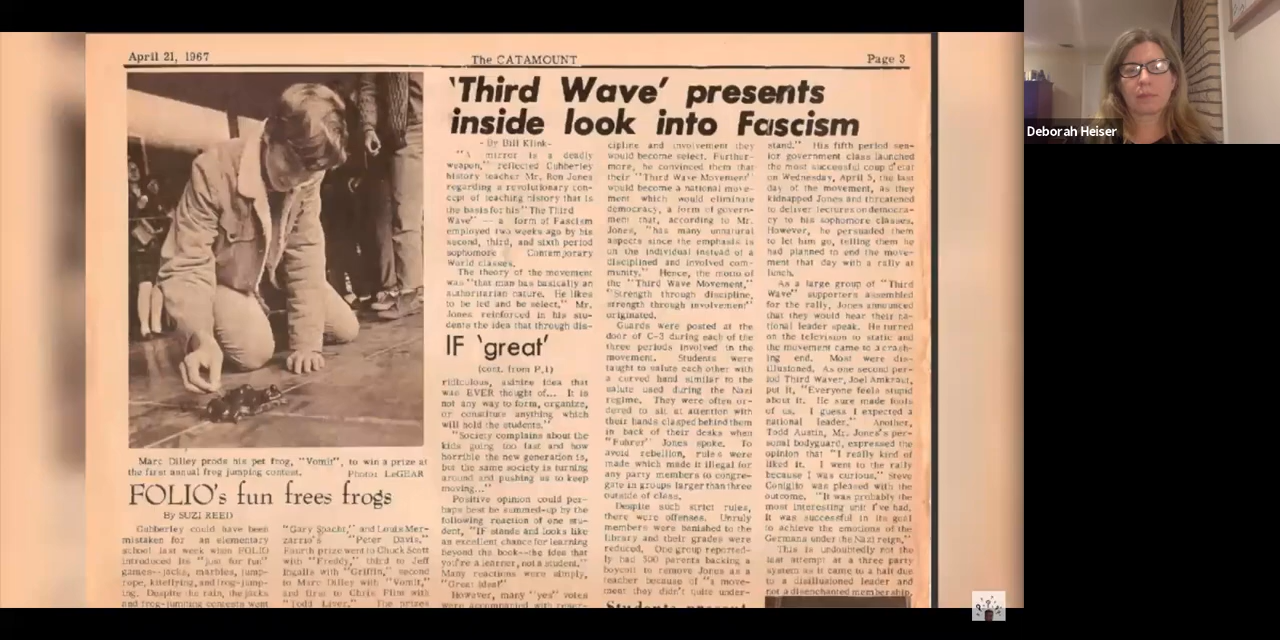 April 21, 1967
The CATAMOUNT
Page 3
'Third Wave' presents
inside look into Fascism
- By Bill Klink-
"A mirror is a deadly
weapon," reflected Cubberley
history teacher Mr. Ron Jones
regarding a revolutionary con-
cept of teaching history that is
the basis for his "The Third
Wave" — a form of Fascism
employed two weeks ago by his
second, third, and sixth period
sophomore Contemporary
World classes.
The theory of the movement
was "that man has basically an
authoritarian nature. He likes
to be led and be select," Mr.
Jones reinforced in his stu-
dents the idea that through dis-
cipline and involvement they
would become select. Further-
more, he convinced them that
their "Third Wave Movement"
would become a national move-
ment which would eliminate
democracy, a form of govern-
ment that, according to Mr.
Jones, "has many unnatural
aspects since the emphasis is
on the individual instead of a
disciplined and involved com-
munity." Hence, the motto of
the "Third Wave Movement,"
"Strength through discipline,
strength through involvement"
originated.
Guards were posted at the
door of C-3 during each of the
three periods involved in the
movement. Students were
taught to salute each other with
a curved hand similar to the
salute used during the Nazi
regime. They were often or-
dered to sit at attention with
their hands clasped behind them
in back of their desks when
"Fuhrer" Jones spoke. To
avoid rebellion, rules were
made which made it illegal for
any party members to congre-
gate in groups larger than three
outside of class.
Despite such strict rules,
there were offenses. Unruly
members were banished to the
library and their grades were
reduced. One group reported-
ly had 300 parents backing a
boycott to remove Jones as a
teacher because of "a move-
ment they didn't quite under-
stand." His fifth period sen-
ior government class launched
the most successful coup d'etat
on Wednesday, April 5, the last
day of the movement, as they
kidnapped Jones and threatened
to deliver lectures on democra-
cy to his sophomore classes.
However, he persuaded them
to let him go, telling them he
had planned to end the move-
ment that day with a rally at
lunch.
As a large group of "Third
Wave" supporters assembled
for the rally, Jones announced
that they would hear their na-
tional leader speak. He turned
on the television to static and
the movement came to a crash-
ing end. Most were dis-
illusioned. As one second per-
iod Third Waver, Joel Amkraut,
put it, "Everyone feels stupid
about it. He sure made fools
of us. I guess I expected a
national leader." Another,
Todd Austin, Mr. Jones's per-
sonal bodyguard, expressed the
opinion that "I really kind of
liked it. I went to the rally
because I was curious," Steve
Coniglio was pleased with the
outcome. "It was probably the
most interesting unit I've had.
It was successful in its goal
to achieve the emotions of the
Germans under the Nazi reign."
This is undoubtedly not the
last attempt at a three party
system as it came to a halt due
to a disillusioned leader and
not a disenchanted membership.
IF 'great'
(cont. from P.1)
ridiculous, asinine idea that
was EVER thought of... It is
not any way to form, organize,
or constitute anything which
will hold the students."
"Society complains about the
kids going too fast and how
horrible the new generation is,
but the same society is turning
around and pushing us to keep
moving..."
Positive opinion could per-
haps best be summed-up by the
following reaction of one stu-
dent, "IF stands and looks like
an excellent chance for learning
beyond the book--the idea that
you're a learner, not a student."
Many reactions were simply,
"Great Idea!"
However, many "yes" votes
were accompanied with reser-
Marc Dilley prods his pet frog, "Vomit", to win a prize at
the first annual frog jumping contest. Photo: LeGEAR
FOLIO's fun frees frogs
By SUZI REED
Cubberley could have been
mistaken for an elementary
school last week when FOLIO
introduced its "just for fun"
games--jacks, marbles, jump-
rope, kiteflying, and frog-jump-
ing. Despite the rain, the jacks
and frog-jumping contests went
"Gary Spacht," and Louis Mer-
zarrio's "Peter Davis,"
Fourth prize went to Chuck Scott
with "Freddy," third to Jeff
Ingalls with "Griffin," second
to Marc Dilley with "Vomit,"
and first to Chris Flint with
"Todd Liver." The prizes
Students present
Deborah Heiser